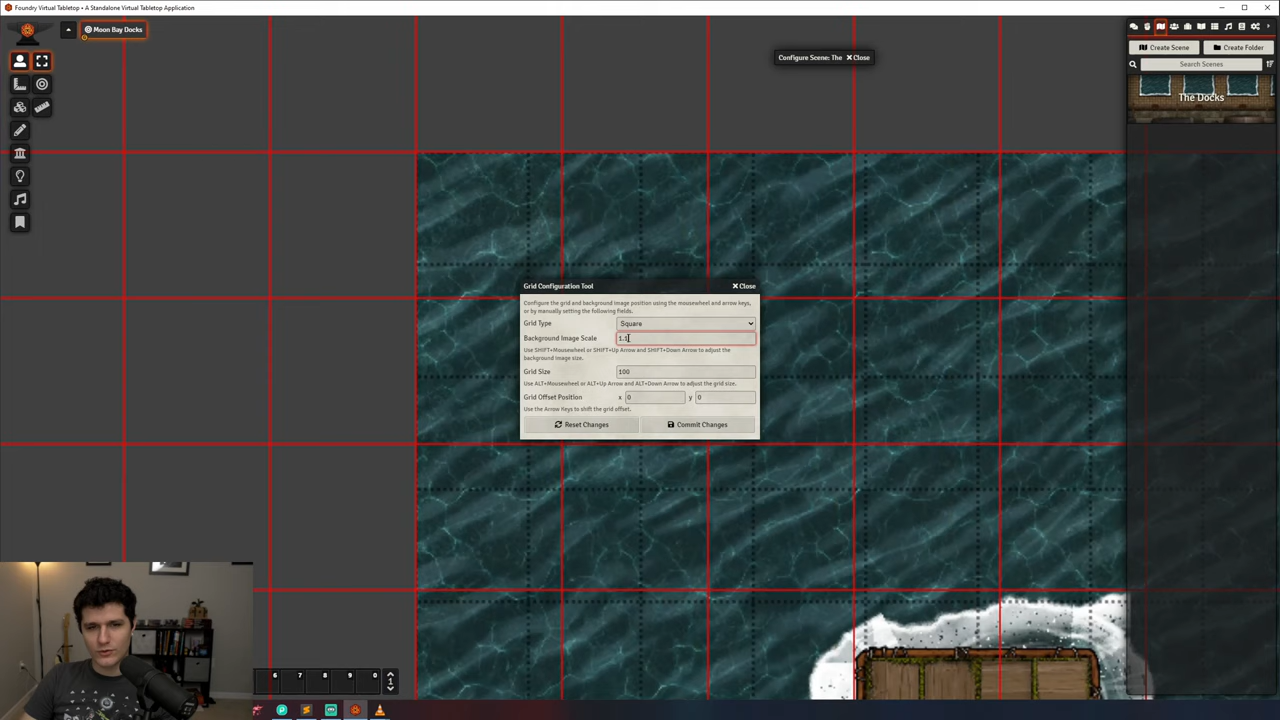 Foundry Virtual Tabletop • A Standalone Virtual Tabletop Application
Moon Bay Docks
Configure Scene: The
Close
Create Scene
Create Folder
Search Scenes
The Docks
Grid Configuration Tool
Close
Configure the grid and background image position using the mousewheel and arrow keys,
or by manually setting the following fields.
Grid Type
Square
Background Image Scale
1.1
Use SHIFT+Mousewheel or SHIFT+Up Arrow and SHIFT+Down Arrow to adjust the
background image size.
Grid Size
100
Use ALT+Mousewheel or ALT+Up Arrow and ALT+Down Arrow to adjust the grid size.
Grid Offset Position
x
0
y
0
Use the Arrow Keys to shift the grid offset.
Reset Changes
Commit Changes
6
7
8
9
0
1